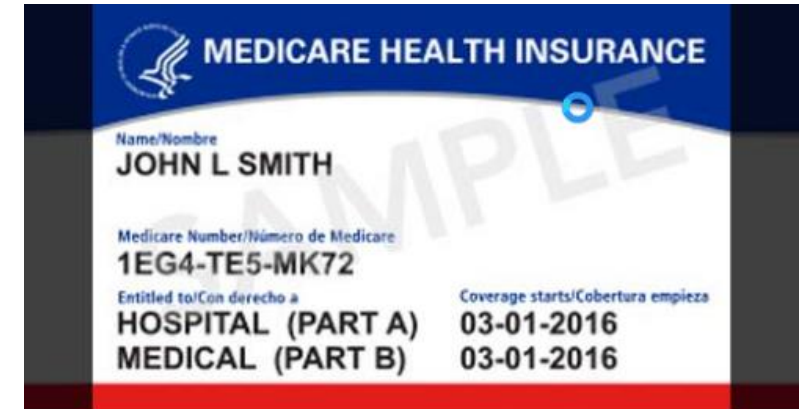 MEDICARE HEALTH INSURANCE
SAMPLE
Name/Nombre
JOHN L SMITH
Medicare Number/Número de Medicare
1EG4-TE5-MK72
Entitled to/Con derecho a Coverage starts/Cobertura empieza
HOSPITAL (PART A) 03-01-2016
MEDICAL (PART B) 03-01-2016